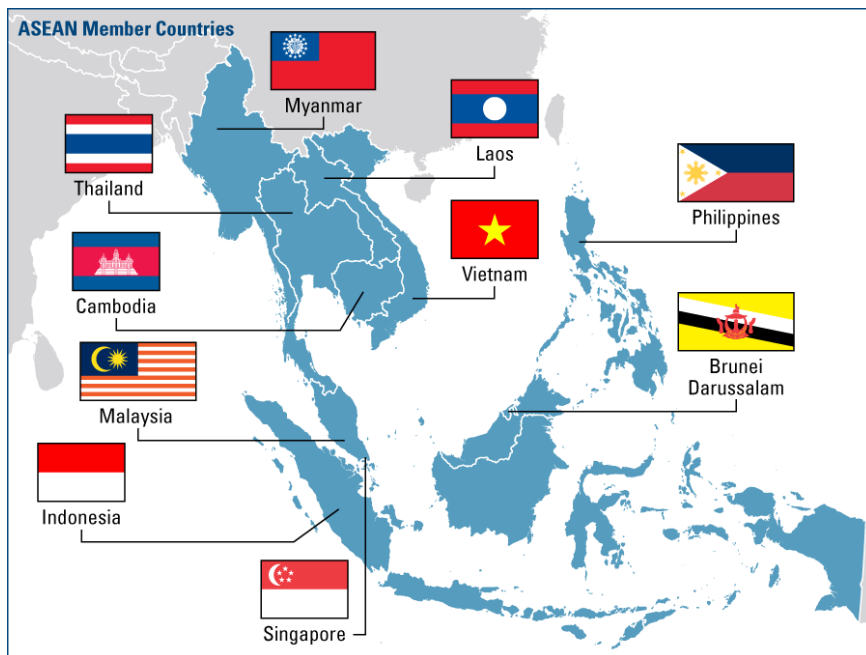 ASEAN Member Countries
Myanmar
Laos
Thailand
Philippines
Vietnam
Cambodia
Brunei
Darussalam
Malaysia
Indonesia
Singapore